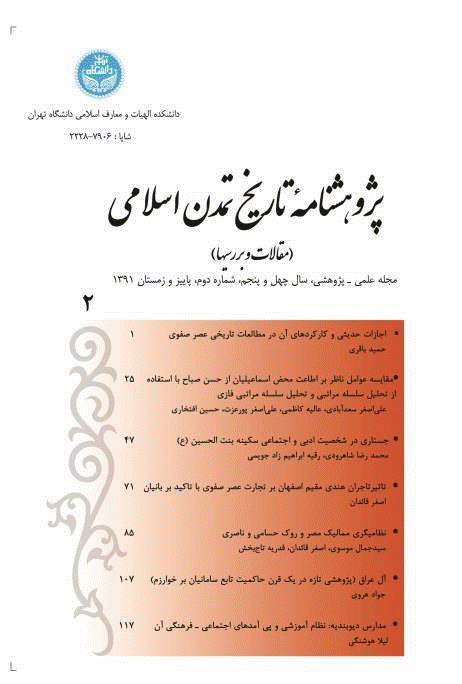 دانشگاه تهران
دانشکده الهیات و معارف اسلامی دانشگاه تهران
شاپا : ۷۹۰۶-۲۲۲۸
پژوهشنامهٔ تاریخ تمدن اسلامی
(مقالات و بررسیها)
مجله علمی ـ پژوهشی، سال چهل و پنجم، شماره دوم، پاییز و زمستان ۱۳۹۱
۲
• اجازات حدیثی و کارکردهای آن در مطالعات تاریخی عصر صفوی ۱
حمید باقری
•مقایسه عوامل ناظر بر اطاعت محض اسماعیلیان از حسن صباح با استفاده ۲۵
از تحلیل سلسله مراتبی و تحلیل سلسله مراتبی فازی
علی‌اصغر سعدآبادی، عالیه کاظمی، علی‌اصغر پورعزت، حسین افتخاری
• جستاری در شخصیت ادبی و اجتماعی سکینه بنت الحسین (ع) ۴۷
محمد رضا شاهرودی، رقیه ابراهیم زاد جویمی
• تاثیرتاجران هندی مقیم اصفهان بر تجارت عصر صفوی با تاکید بر بانیان ۷۱
اصغر قائدان
• نظامیگری ممالیک مصر و روک حسامی و ناصری ۸۵
سیدجمال موسوی، اصغر قائدان، قدریه تاج‌بخش
• آل عراق (پژوهشی تازه در یک قرن حاکمیت تابع سامانیان بر خوارزم) ۱۰۷
جواد هروی
• مدارس دیوبندیه: نظام آموزشی و پی آمدهای اجتماعی ـ فرهنگی آن ۱۱۷
لیلا هوشنگی